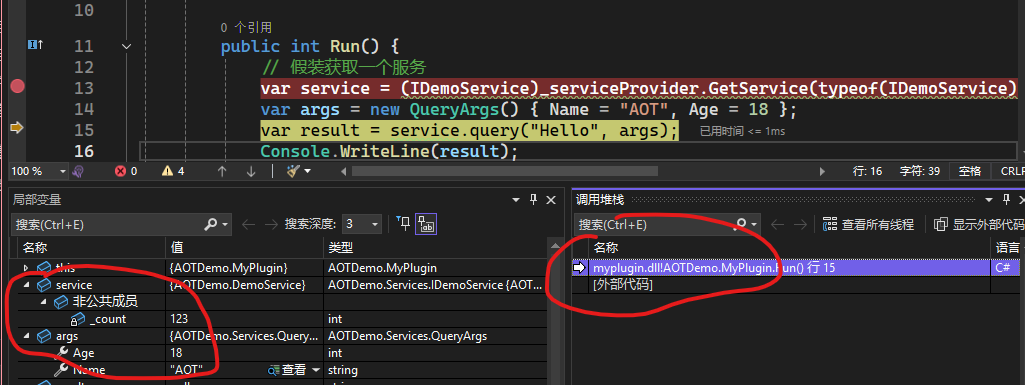 10
0 个引用
11 public int Run() {
12 // 假装获取一个服务
13 var service = (IDemoService)_serviceProvider.GetService(typeof(IDemoService)
14 var args = new QueryArgs() { Name = "AOT", Age = 18 };
15 var result = service.query("Hello", args); 已用时间 <= 1ms
16 Console.WriteLine(result);
100 % 0 4 行: 16 字符: 39 空格 CRLF
局部变量
搜索(Ctrl+E) 搜索深度: 3
名称 值 类型
this {AOTDemo.MyPlugin} AOTDemo.MyPlugin
service {AOTDemo.DemoService} AOTDemo.Services.IDemoService {AOT...
非公共成员
_count 123 int
args {AOTDemo.Services.Query... AOTDemo.Services.QueryArgs
Age 18 int
Name "AOT" 查看 string
调用堆栈
搜索(Ctrl+E) 查看所有线程 显示外部代码
名称 语言
myplugin.dll!AOTDemo.MyPlugin.Run() 行 15 C#
[外部代码]